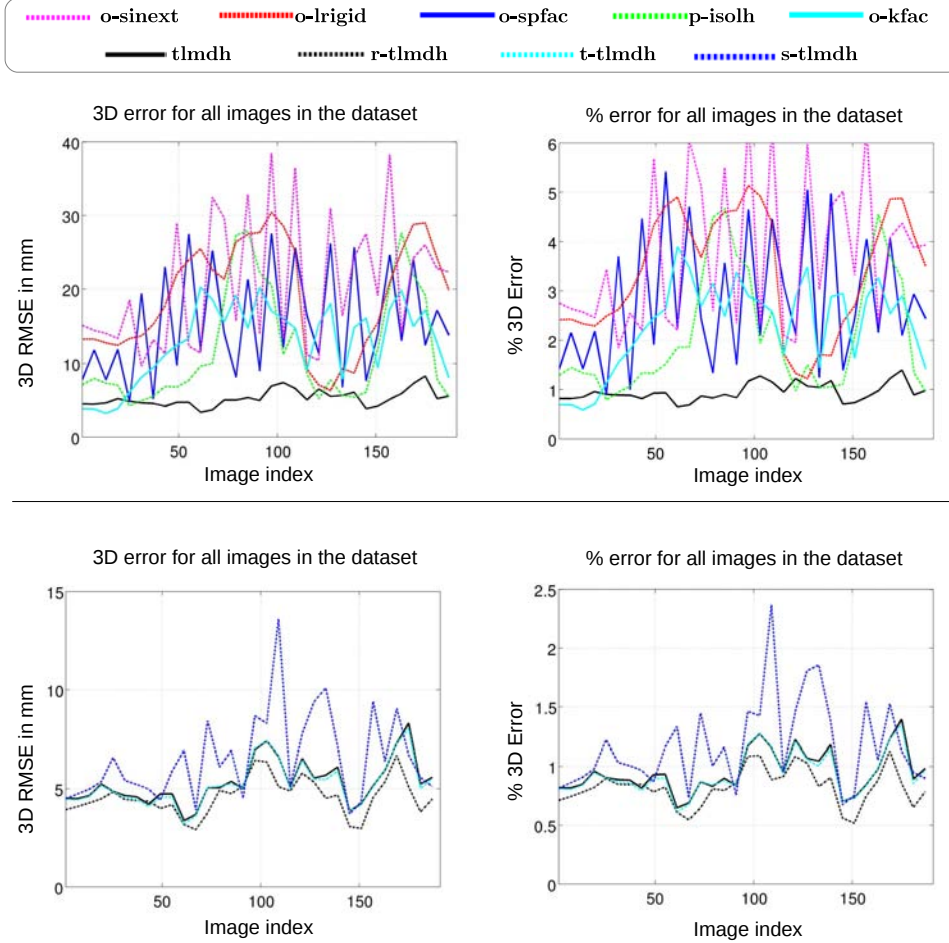 o-sinext o-lrigid o-spfac p-isolh o-kfac
tlmdh r-tlmdh t-tlmdh s-tlmdh
3D error for all images in the dataset
40
30
20
10
0
50 100 150
3D RMSE in mm
Image index
% error for all images in the dataset
6
5
4
3
2
1
0
50 100 150
% 3D Error
Image index
3D error for all images in the dataset
15
10
5
0
50 100 150
3D RMSE in mm
Image index
% error for all images in the dataset
2.5
2
1.5
1
0.5
0
50 100 150
% 3D Error
Image index